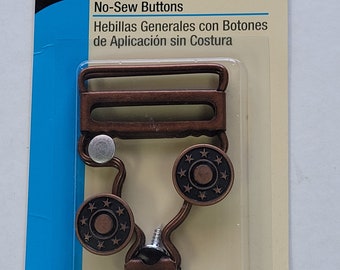 No-Sew Buttons
Hebillas Generales con Botones
de Aplicación sin Costura